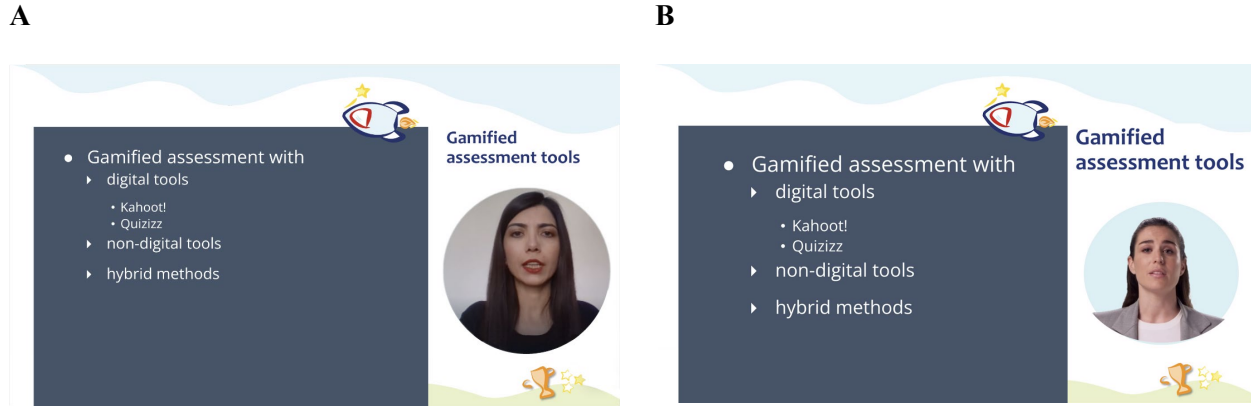 A
Gamified assessment with
digital tools
Kahoot!
Quizizz
non-digital tools
hybrid methods
Gamified
assessment tools
B
Gamified assessment with
digital tools
Kahoot!
Quizizz
non-digital tools
hybrid methods
Gamified
assessment tools